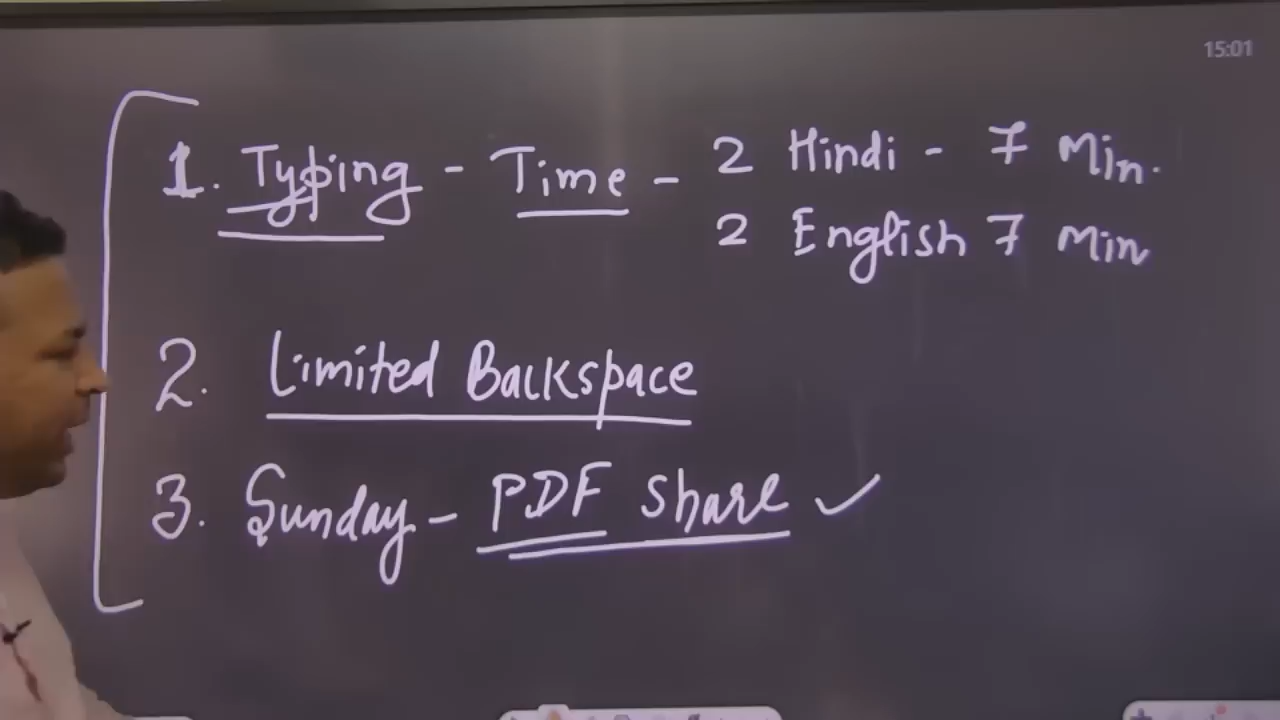 15:01
1. Typing - Time - 2 Hindi - 7 Min.
2 English 7 Min
2. Limited Backspace
3. Sunday - PDF share ✓